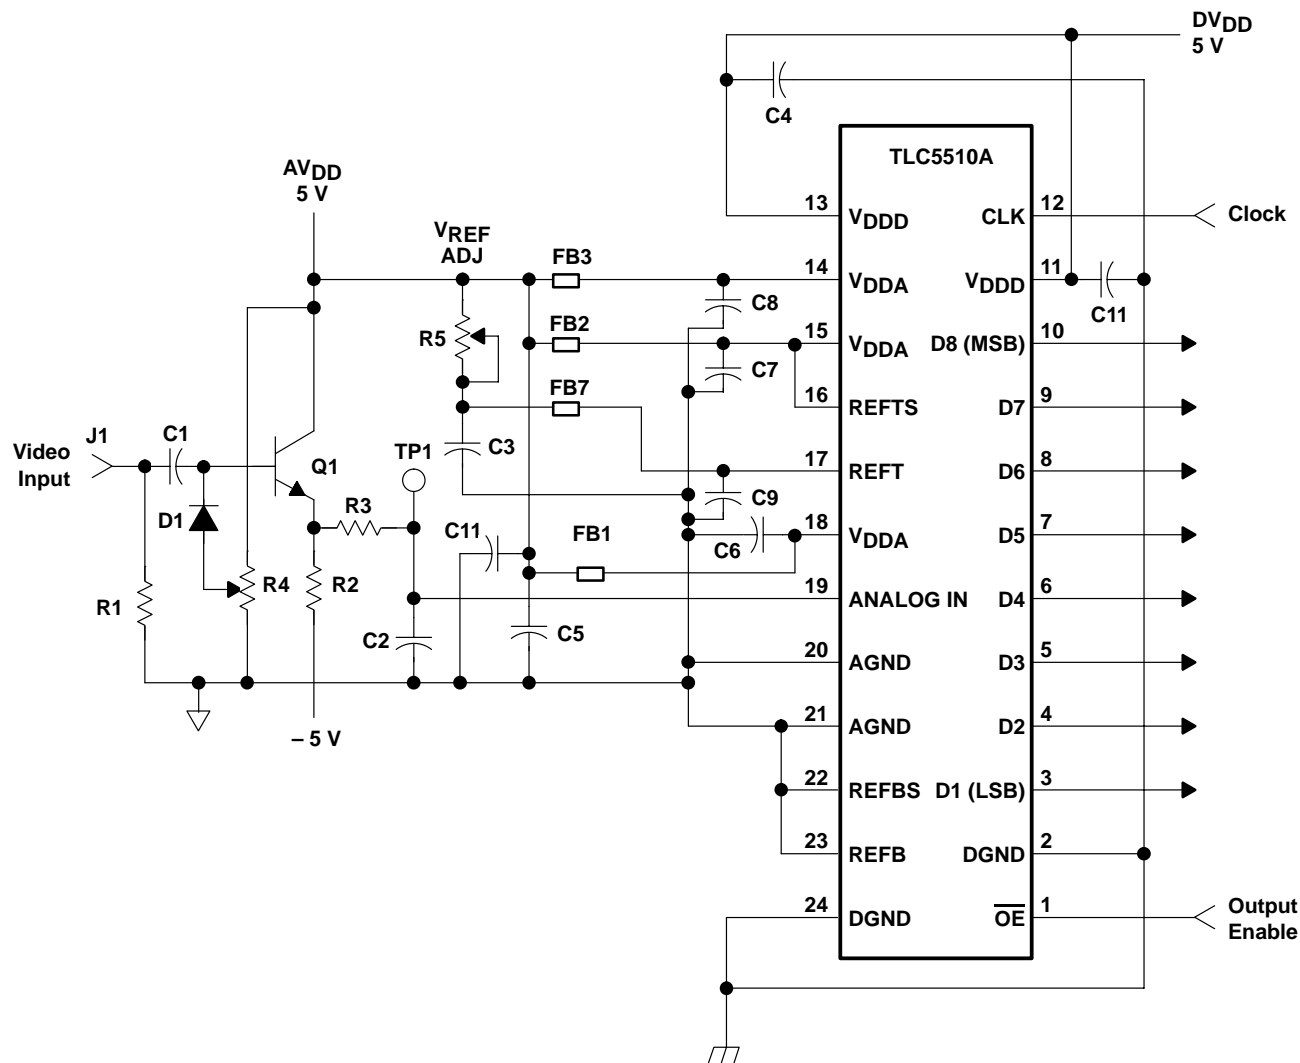 DVDD
5 V
C4
TLC5510A
AVDD
5 V
13
VDDD
CLK
12
Clock
VREF
ADJ
FB3
14
VDDA
VDDD
11
C8
C11
R5
FB2
15
VDDA
D8 (MSB)
10
C7
FB7
16
REFTS
D7
9
J1
C1
Video
Input
Q1
TP1
C3
17
REFT
D6
8
C9
D1
R3
C11
FB1
C6
18
VDDA
D5
7
R1
R4
R2
19
ANALOG IN
D4
6
C2
C5
20
AGND
D3
5
– 5 V
21
AGND
D2
4
22
REFBS
D1 (LSB)
3
23
REFB
DGND
2
24
DGND
OE
1
Output
Enable